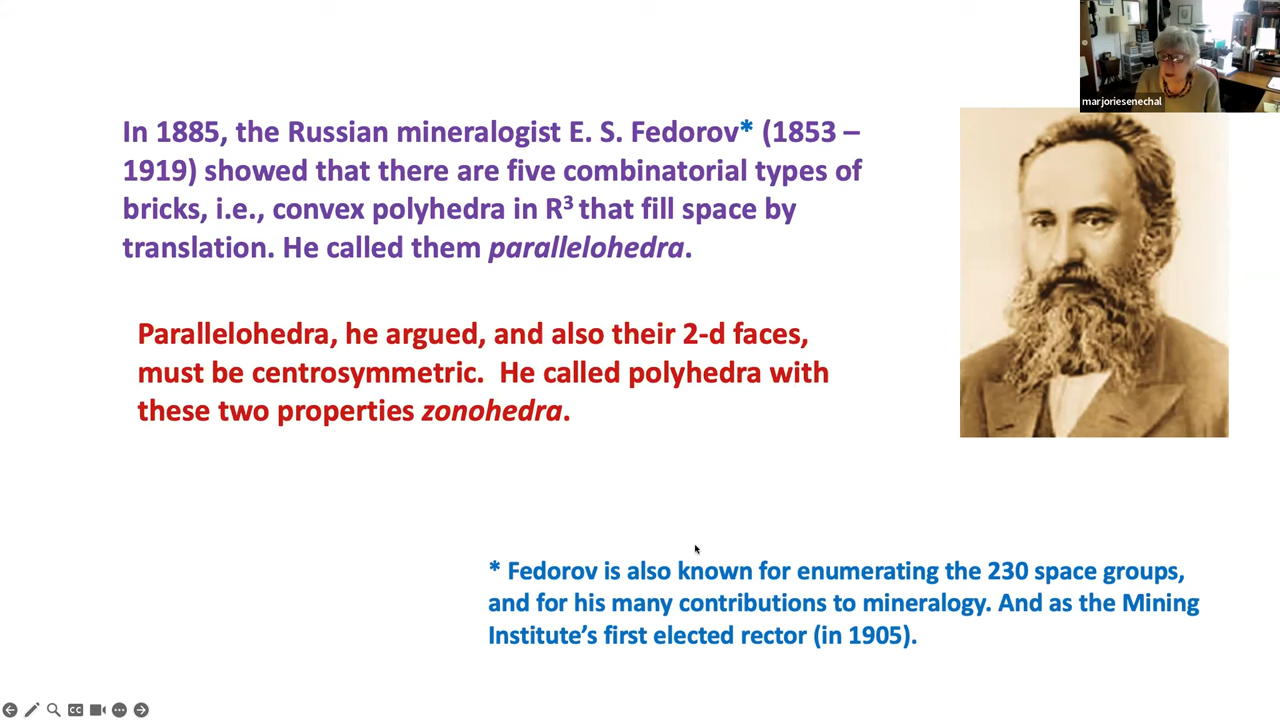 marjoriesenechal
In 1885, the Russian mineralogist E. S. Fedorov* (1853 –
1919) showed that there are five combinatorial types of
bricks, i.e., convex polyhedra in R³ that fill space by
translation. He called them parallelohedra.
Parallelohedra, he argued, and also their 2-d faces,
must be centrosymmetric.  He called polyhedra with
these two properties zonohedra.
* Fedorov is also known for enumerating the 230 space groups,
and for his many contributions to mineralogy. And as the Mining
Institute’s first elected rector (in 1905).
CC